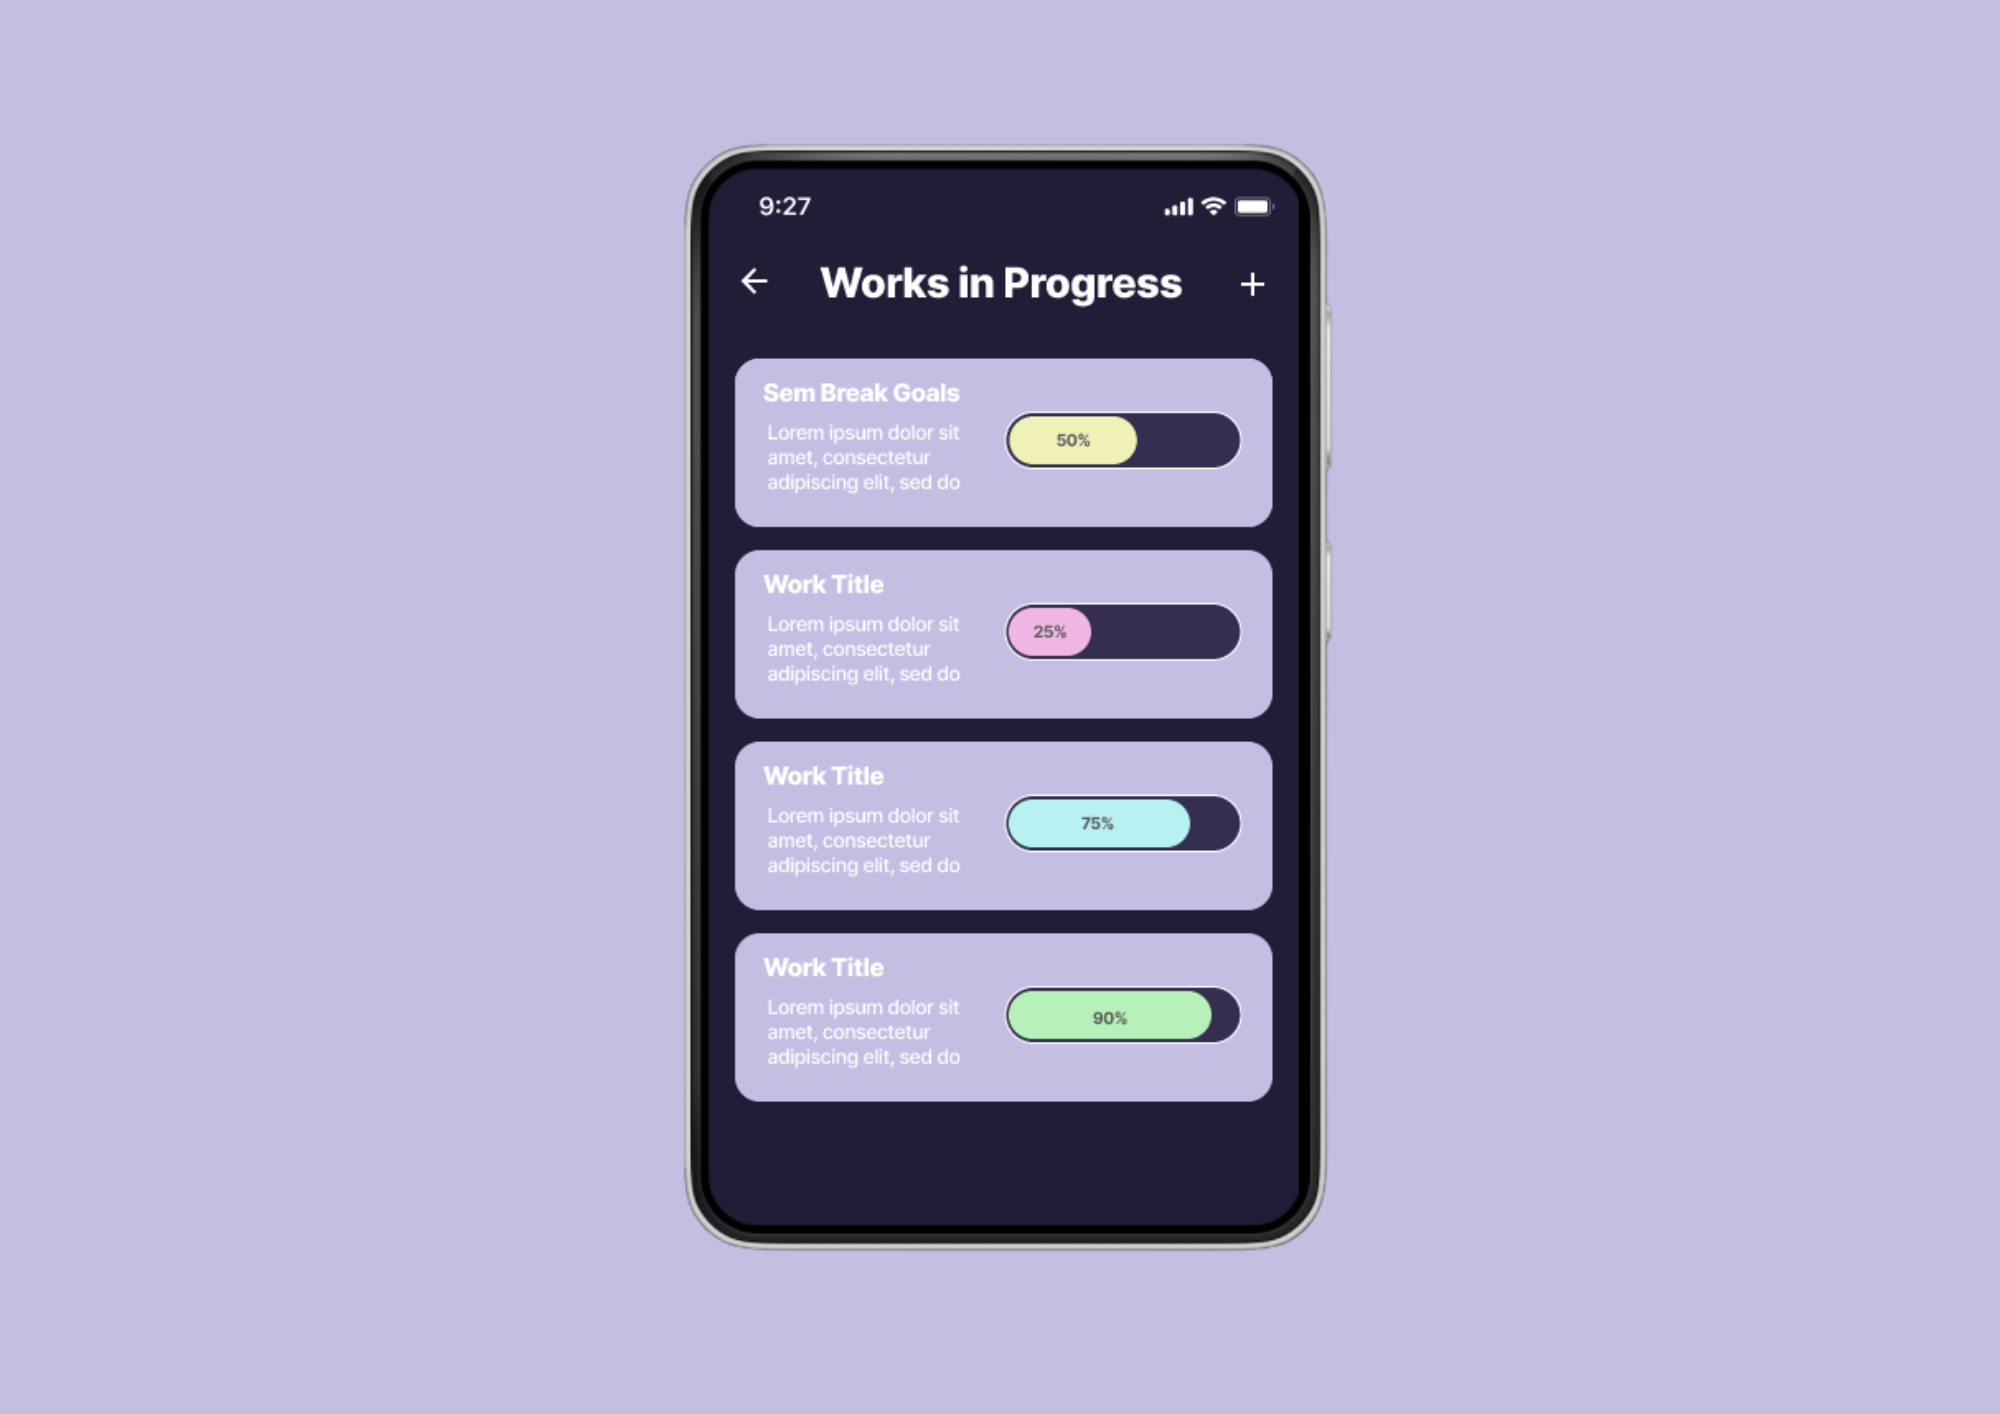 9:27
Works in Progress
Sem Break Goals
Lorem ipsum dolor sit
amet, consectetur
adipiscing elit, sed do
50%
Work Title
Lorem ipsum dolor sit
amet, consectetur
adipiscing elit, sed do
25%
Work Title
Lorem ipsum dolor sit
amet, consectetur
adipiscing elit, sed do
75%
Work Title
Lorem ipsum dolor sit
amet, consectetur
adipiscing elit, sed do
90%